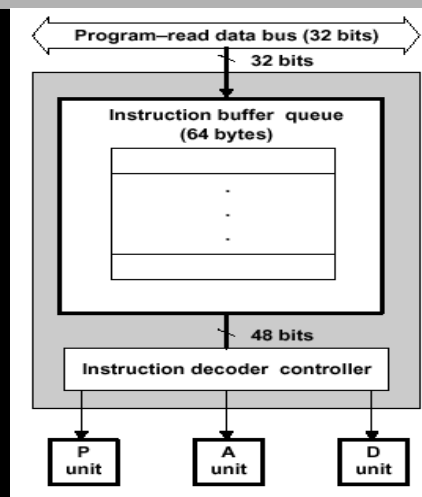 Program–read data bus (32 bits)
32 bits
Instruction buffer queue
(64 bytes)
48 bits
Instruction decoder controller
P
unit
A
unit
D
unit